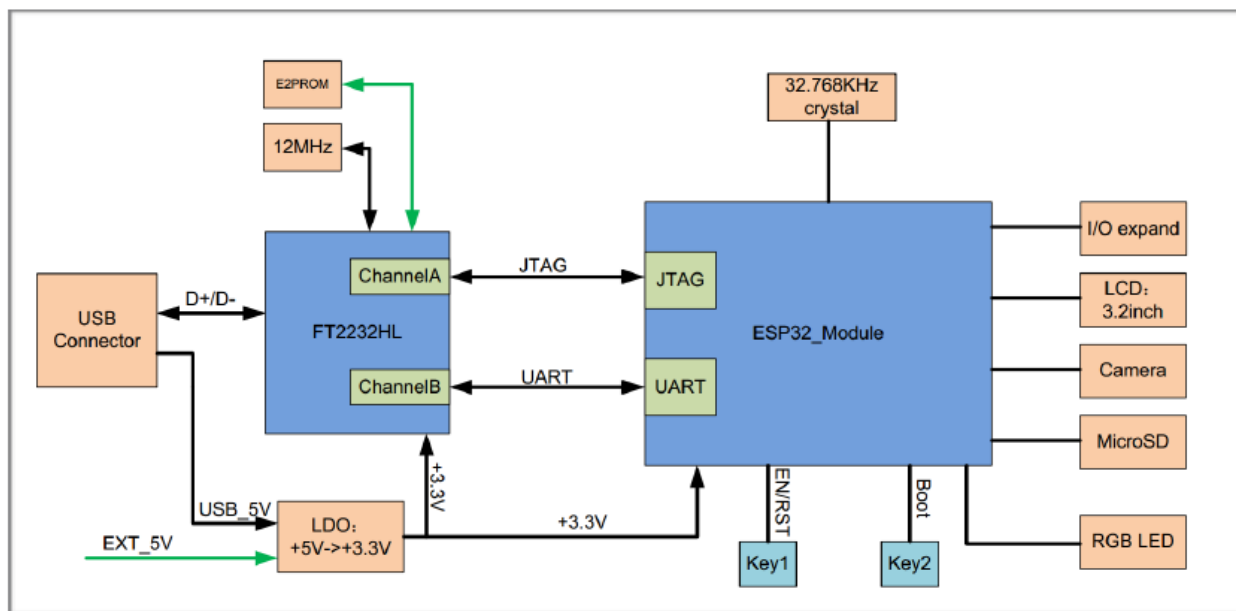 E2PROM
32.768KHz
crystal
12MHz
I/O expand
ChannelA
JTAG
JTAG
LCD：
3.2inch
D+/D-
USB
Connector
FT2232HL
ESP32_Module
Camera
ChannelB
UART
UART
MicroSD
+3.3V
EN/RST
Boot
USB_5V
LDO：
+5V->+3.3V
+3.3V
EXT_5V
Key1
Key2
RGB LED